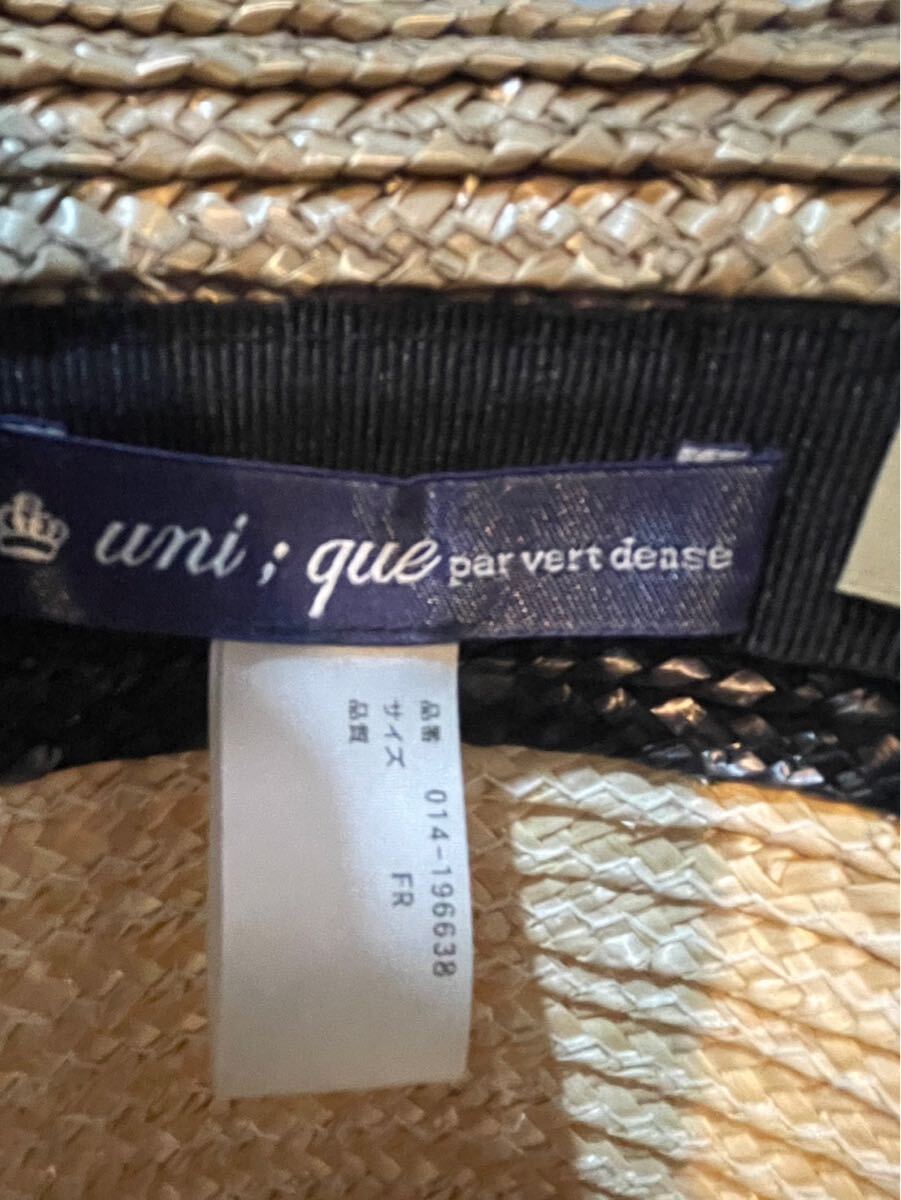 uni ; que par vert dense
品番 014-196638
サイズ FR
品質